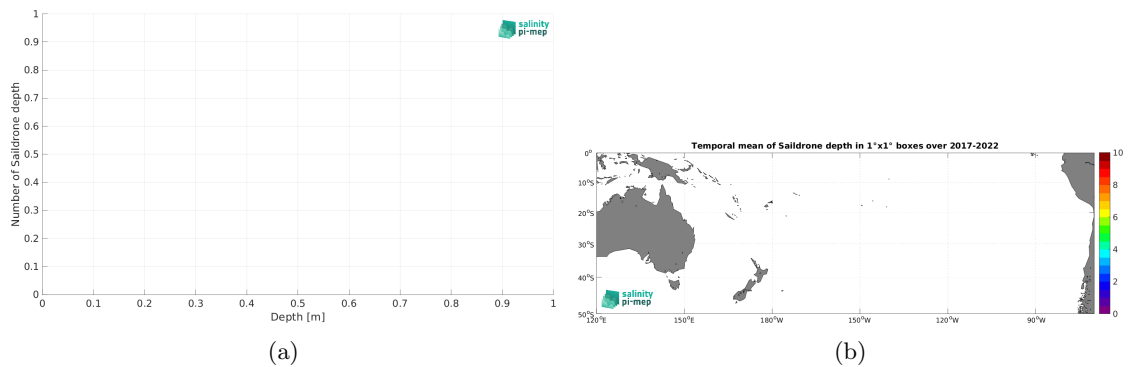 1
0.9
0.8
0.7
0.6
0.5
0.4
0.3
0.2
0.1
0
Number of Saildrone depth
0 0.1 0.2 0.3 0.4 0.5 0.6 0.7 0.8 0.9 1
Depth [m]
salinity
pi-mep
(a)
Temporal mean of Saildrone depth in 1°x1° boxes over 2017-2022
0°
10°S
20°S
30°S
40°S
50°S
120°E 150°E 180°W 150°W 120°W 90°W
salinity
pi-mep
10
8
6
4
2
0
(b)